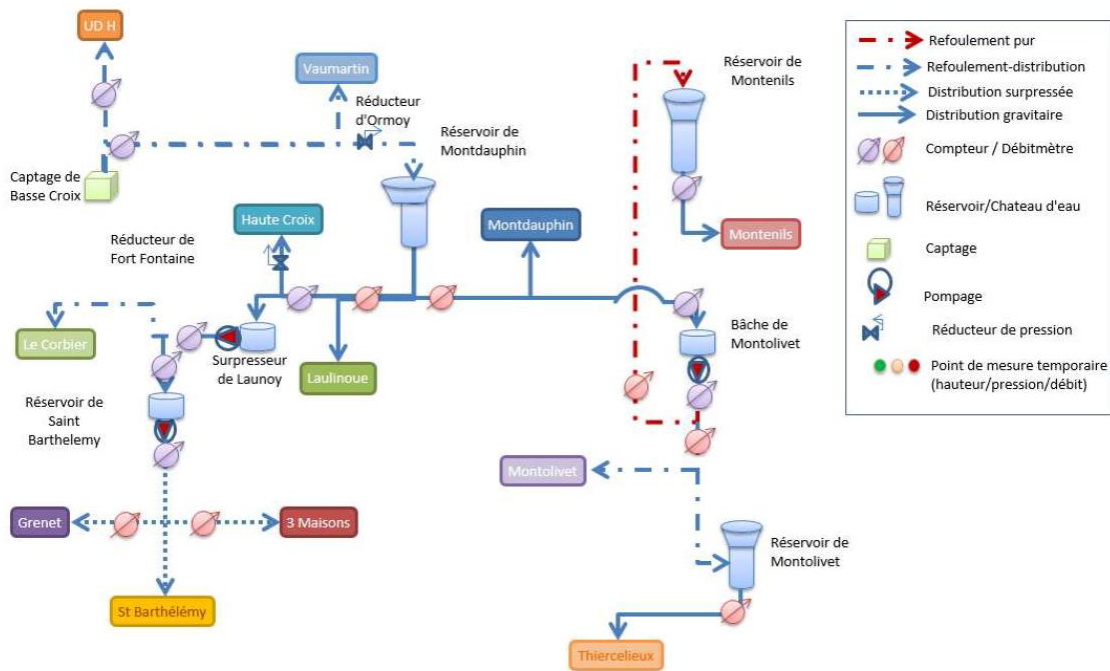 UD H
Vaumartin
Réducteur
d'Ormoy
Réservoir de
Montdauphin
Réservoir de
Montenils
Captage de
Basse Croix
Haute Croix
Réducteur de
Fort Fontaine
Montdauphin
Montenils
Le Corbier
Surpresseur
de Launoy
Laulinoue
Bâche de
Montolivet
Réservoir de
Saint
Barthelemy
Montolivet
Grenet
3 Maisons
Réservoir de
Montolivet
St Barthélémy
Thiercelieux
Refoulement pur
Refoulement-distribution
Distribution surpressée
Distribution gravitaire
Compteur / Débitmètre
Réservoir/Chateau d'eau
Captage
Pompage
Réducteur de pression
Point de mesure temporaire
(hauteur/pression/débit)